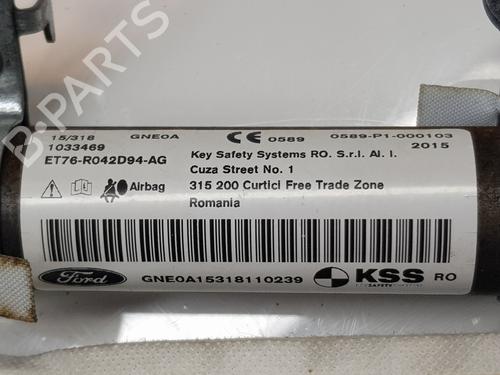 B-PARTS
15/318 GNE0A CE 0589 0589-P1-000103
1033469 2015
ET76-R042D94-AG Key Safety Systems RO. S.r.l. Al. I.
Cuza Street No. 1
Airbag 315 200 Curtici Free Trade Zone
Romania
Ford GNE0A15318110239 KSS RO